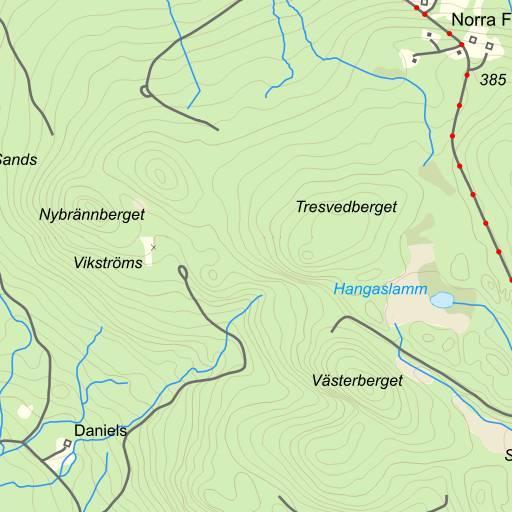 Norra F
385
Sands
Nybrännberget
Tresvedberget
Vikströms
Hangaslamm
Västerberget
Daniels
S